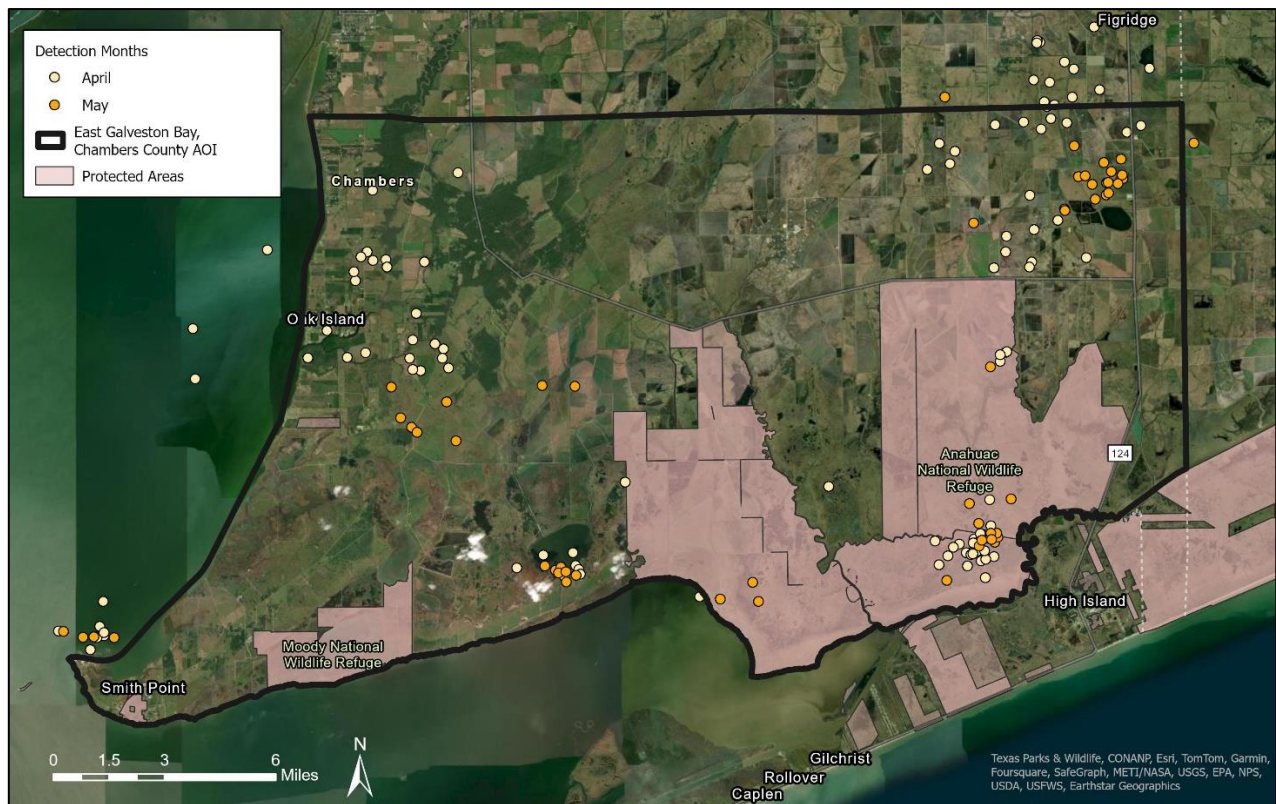 Detection Months
April
May
East Galveston Bay,
Chambers County AOI
Protected Areas
Figridge
Chambers
Oak Island
124
Anahuac
National Wildlife
Refuge
High Island
Moody National
Wildlife Refuge
Smith Point
Gilchrist
Rollover
Caplen
0 1.5 3 6
Miles
N
Texas Parks & Wildlife, CONANP, Esri, TomTom, Garmin,
Foursquare, SafeGraph, METI/NASA, USGS, EPA, NPS,
USDA, USFWS, Earthstar Geographics